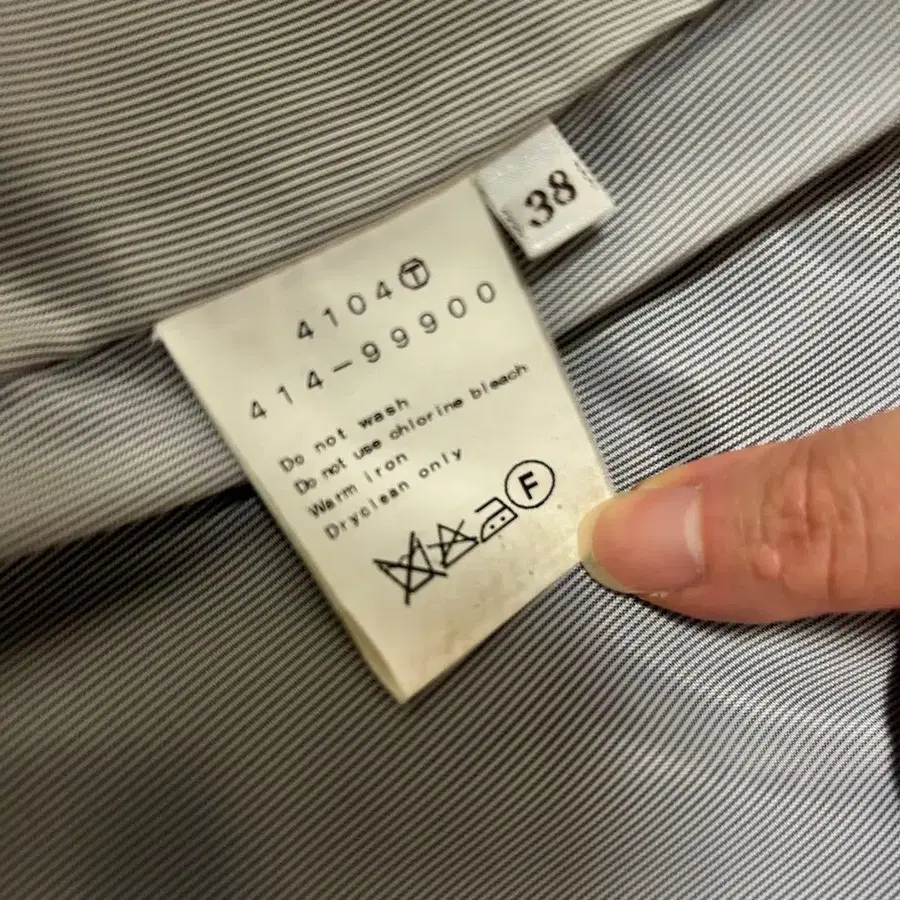 38
4104Ⓣ
414-99900
Do not wash
Do not use chlorine bleach
Warm iron
Dryclean only
F